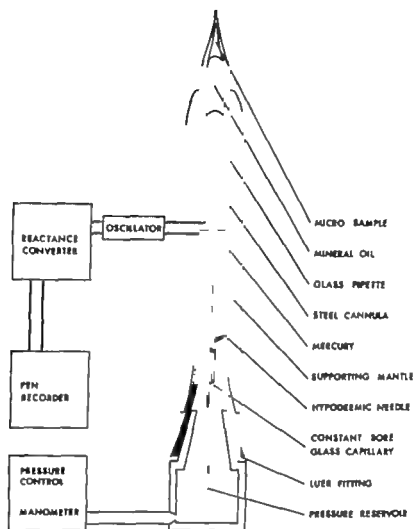 MICRO SAMPLE
MINERAL OIL
GLASS PIPETTE
STEEL CANNULA
MERCURY
SUPPORTING MANTLE
HYPODEEMIC NEEDLE
CONSTANT BORE
GLASS CAPILLARY
LUER FITTING
PRESSURE RESERVOIR
OSCILLATOR
REACTANCE
CONVERTER
PEN
RECORDER
PRESSURE
CONTROL
MANOMETER